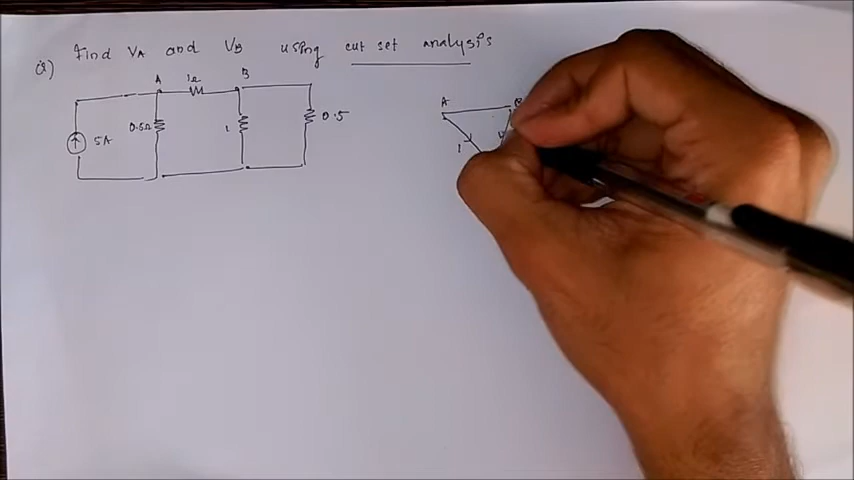 Q) Find VA and VB using cut set analysis
A 1Ω B
5A 0.5Ω 1 0.5
A B
1